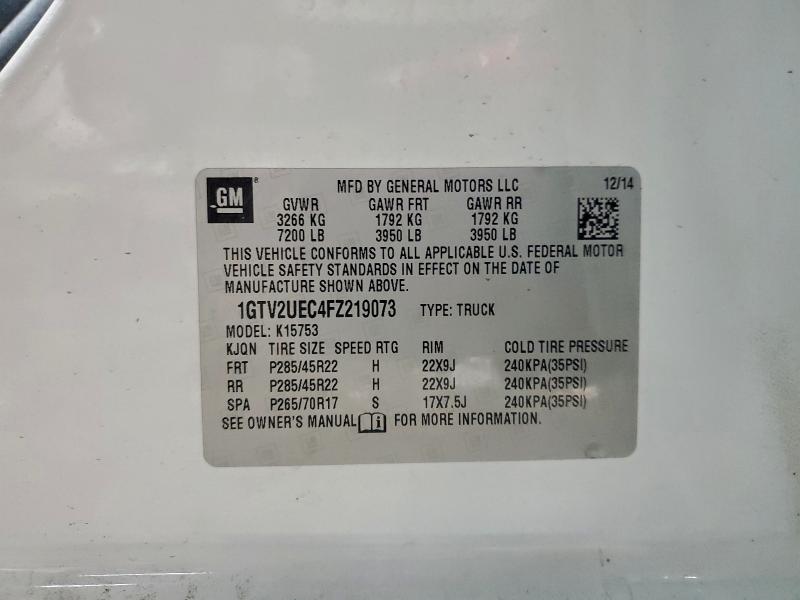 GM ® MFD BY GENERAL MOTORS LLC 12/14
GVWR GAWR FRT GAWR RR
3266 KG 1792 KG 1792 KG
7200 LB 3950 LB 3950 LB
THIS VEHICLE CONFORMS TO ALL APPLICABLE U.S. FEDERAL MOTOR
VEHICLE SAFETY STANDARDS IN EFFECT ON THE DATE OF
MANUFACTURE SHOWN ABOVE.
1GTV2UEC4FZ219073 TYPE: TRUCK
MODEL: K15753
KJQN TIRE SIZE SPEED RTG RIM COLD TIRE PRESSURE
FRT P285/45R22 H 22X9J 240KPA(35PSI)
RR P285/45R22 H 22X9J 240KPA(35PSI)
SPA P265/70R17 S 17X7.5J 240KPA(35PSI)
SEE OWNER'S MANUAL FOR MORE INFORMATION.